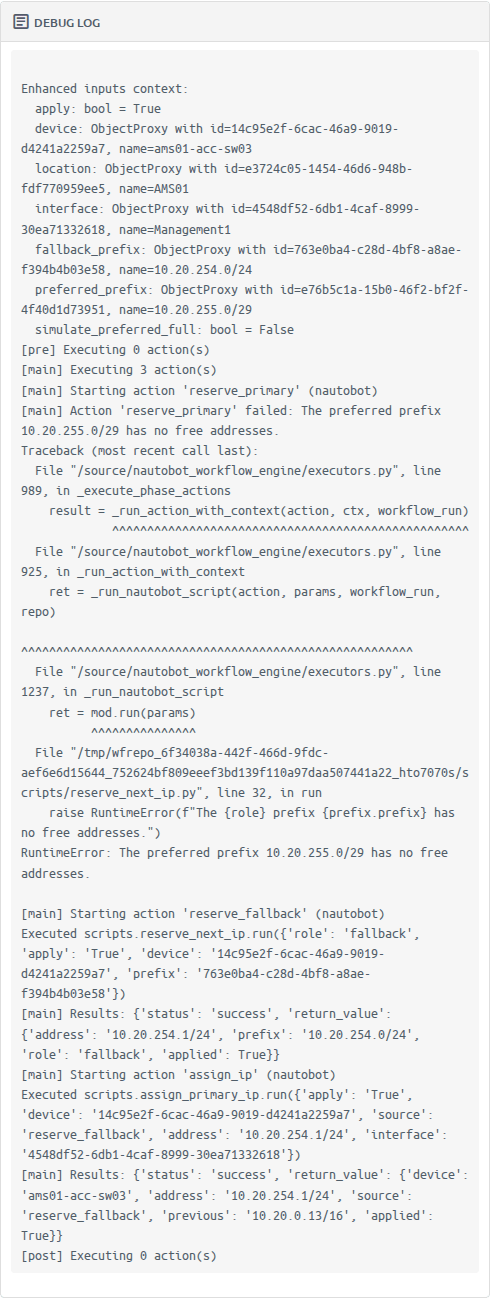 DEBUG LOG
Enhanced inputs context:
  apply: bool = True
  device: ObjectProxy with id=14c95e2f-6cac-46a9-9019-
d4241a2259a7, name=ams01-acc-sw03
  location: ObjectProxy with id=e3724c05-1454-46d6-948b-
fdf770959ee5, name=AMS01
  interface: ObjectProxy with id=4548df52-6db1-4caf-8999-
30ea71332618, name=Management1
  fallback_prefix: ObjectProxy with id=763e0ba4-c28d-4bf8-a8ae-
f394b4b03e58, name=10.20.254.0/24
  preferred_prefix: ObjectProxy with id=e76b5c1a-15b0-46f2-bf2f-
4f40d1d73951, name=10.20.255.0/29
  simulate_preferred_full: bool = False
[pre] Executing 0 action(s)
[main] Executing 3 action(s)
[main] Starting action 'reserve_primary' (nautobot)
[main] Action 'reserve_primary' failed: The preferred prefix
10.20.255.0/29 has no free addresses.
Traceback (most recent call last):
  File "/source/nautobot_workflow_engine/executors.py", line
989, in _execute_phase_actions
    result = _run_action_with_context(action, ctx, workflow_run)
             ^^^^^^^^^^^^^^^^^^^^^^^^^^^^^^^^^^^^^^^^^^^^^^^^^^^
  File "/source/nautobot_workflow_engine/executors.py", line
925, in _run_action_with_context
    ret = _run_nautobot_script(action, params, workflow_run,
repo)
^^^^^^^^^^^^^^^^^^^^^^^^^^^^^^^^^^^^^^^^^^^^^^^^^^^^^^^^
  File "/source/nautobot_workflow_engine/executors.py", line
1237, in _run_nautobot_script
    ret = mod.run(params)
          ^^^^^^^^^^^^^^^
  File "/tmp/wfrepo_6f34038a-442f-466d-9fdc-
aef6e6d15644_752624bf809eeef3bd139f110a97daa507441a22_hto7070s/s
cripts/reserve_next_ip.py", line 32, in run
    raise RuntimeError(f"The {role} prefix {prefix.prefix} has
no free addresses.")
RuntimeError: The preferred prefix 10.20.255.0/29 has no free
addresses.
[main] Starting action 'reserve_fallback' (nautobot)
Executed scripts.reserve_next_ip.run({'role': 'fallback',
'apply': 'True', 'device': '14c95e2f-6cac-46a9-9019-
d4241a2259a7', 'prefix': '763e0ba4-c28d-4bf8-a8ae-
f394b4b03e58'})
[main] Results: {'status': 'success', 'return_value':
{'address': '10.20.254.1/24', 'prefix': '10.20.254.0/24',
'role': 'fallback', 'applied': True}}
[main] Starting action 'assign_ip' (nautobot)
Executed scripts.assign_primary_ip.run({'apply': 'True',
'device': '14c95e2f-6cac-46a9-9019-d4241a2259a7', 'source':
'reserve_fallback', 'address': '10.20.254.1/24', 'interface':
'4548df52-6db1-4caf-8999-30ea71332618'})
[main] Results: {'status': 'success', 'return_value': {'device':
'ams01-acc-sw03', 'address': '10.20.254.1/24', 'source':
'reserve_fallback', 'previous': '10.20.0.13/16', 'applied':
True}}
[post] Executing 0 action(s)